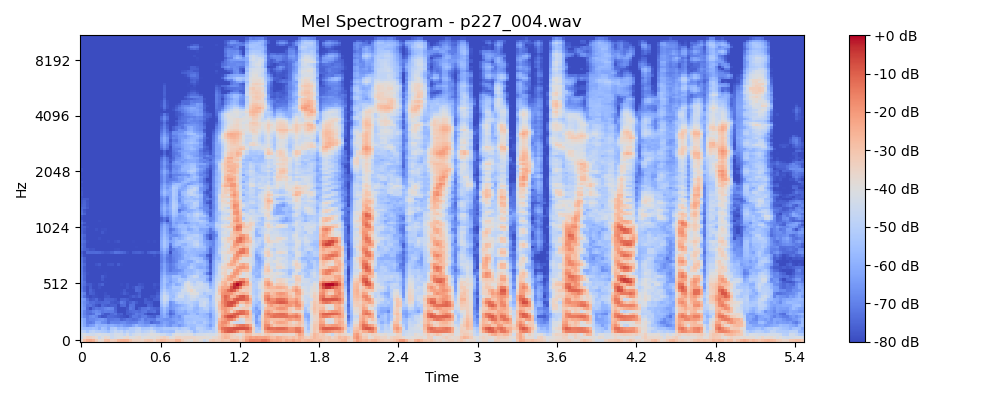 Mel Spectrogram - p227_004.wav
8192
4096
2048
1024
512
0
Hz
0 0.6 1.2 1.8 2.4 3 3.6 4.2 4.8 5.4
Time
+0 dB
-10 dB
-20 dB
-30 dB
-40 dB
-50 dB
-60 dB
-70 dB
-80 dB